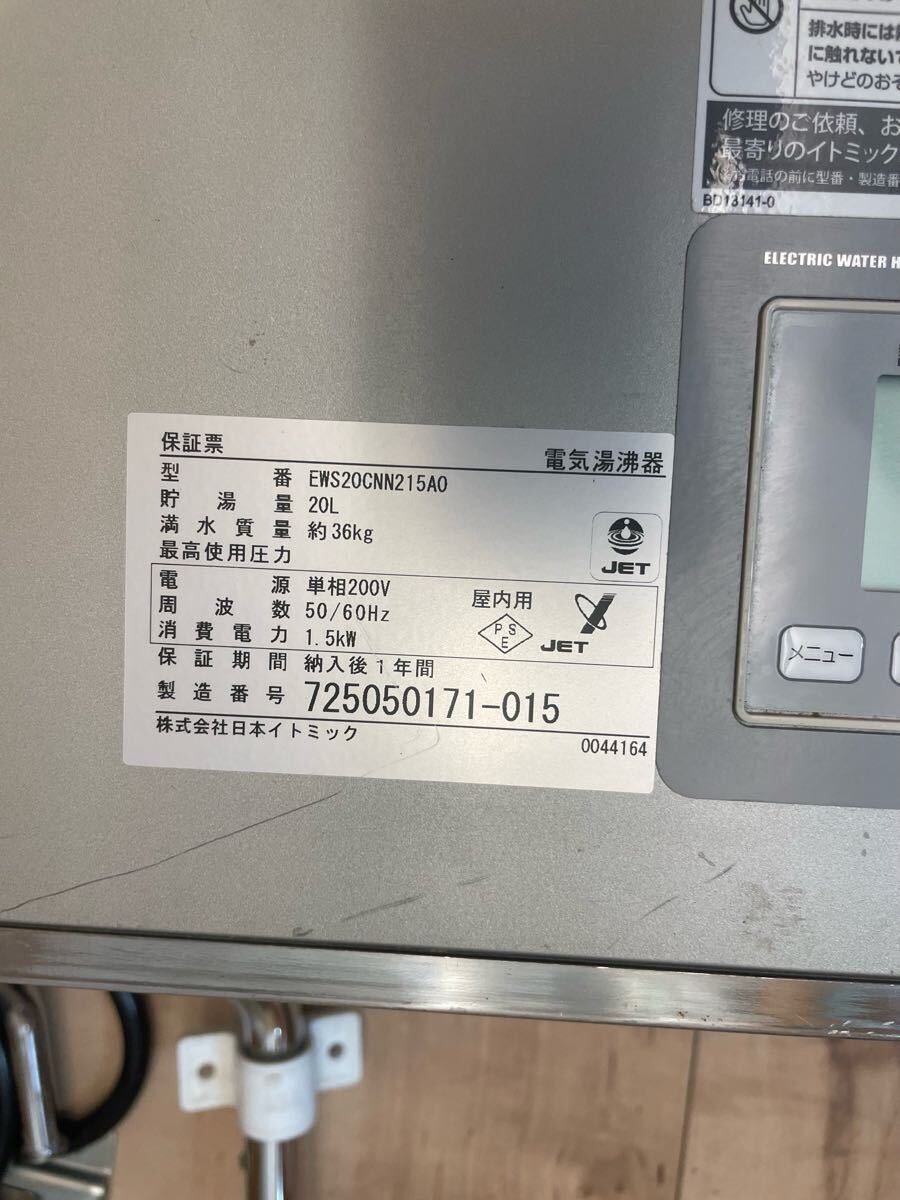 排水時には
に触れないで
やけどのおそ
修理のご依頼、お
最寄りのイトミック
電話の前に型番・製造番
BD13141-0
ELECTRIC WATER H
メニュー
保証票
電気湯沸器
型番 EWS20CNN215A0
貯湯量 20L
満水質量 約36kg
最高使用圧力
JET
電源 単相200V
周波数 50/60Hz
消費電力 1.5kW
屋内用
PSE
JET
保証期間 納入後1年間
製造番号 725050171-015
株式会社日本イトミック
0044164